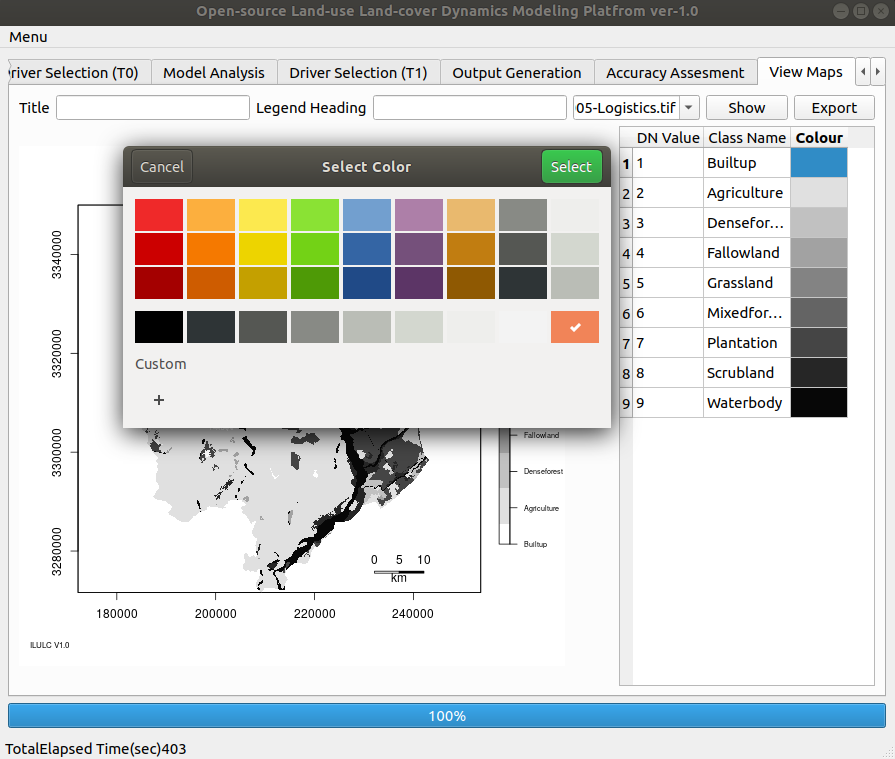 Open-source Land-use Land-cover Dynamics Modeling Platfrom ver-1.0
Menu
river Selection (T0) Model Analysis Driver Selection (T1) Output Generation Accuracy Assesment View Maps
Title Legend Heading 05-Logistics.tif Show Export
DN Value Class Name Colour
1 1 Builtup
2 2 Agriculture
3 3 Densefor...
4 4 Fallowland
5 5 Grassland
6 6 Mixedfor...
7 7 Plantation
8 8 Scrubland
9 9 Waterbody
Cancel Select Color Select
Custom
+
3340000
3320000
3300000
3280000
180000 200000 220000 240000
Fallowland
Denseforest
Agriculture
Builtup
0 5 10
km
ILULC V1.0
100%
TotalElapsed Time(sec)403